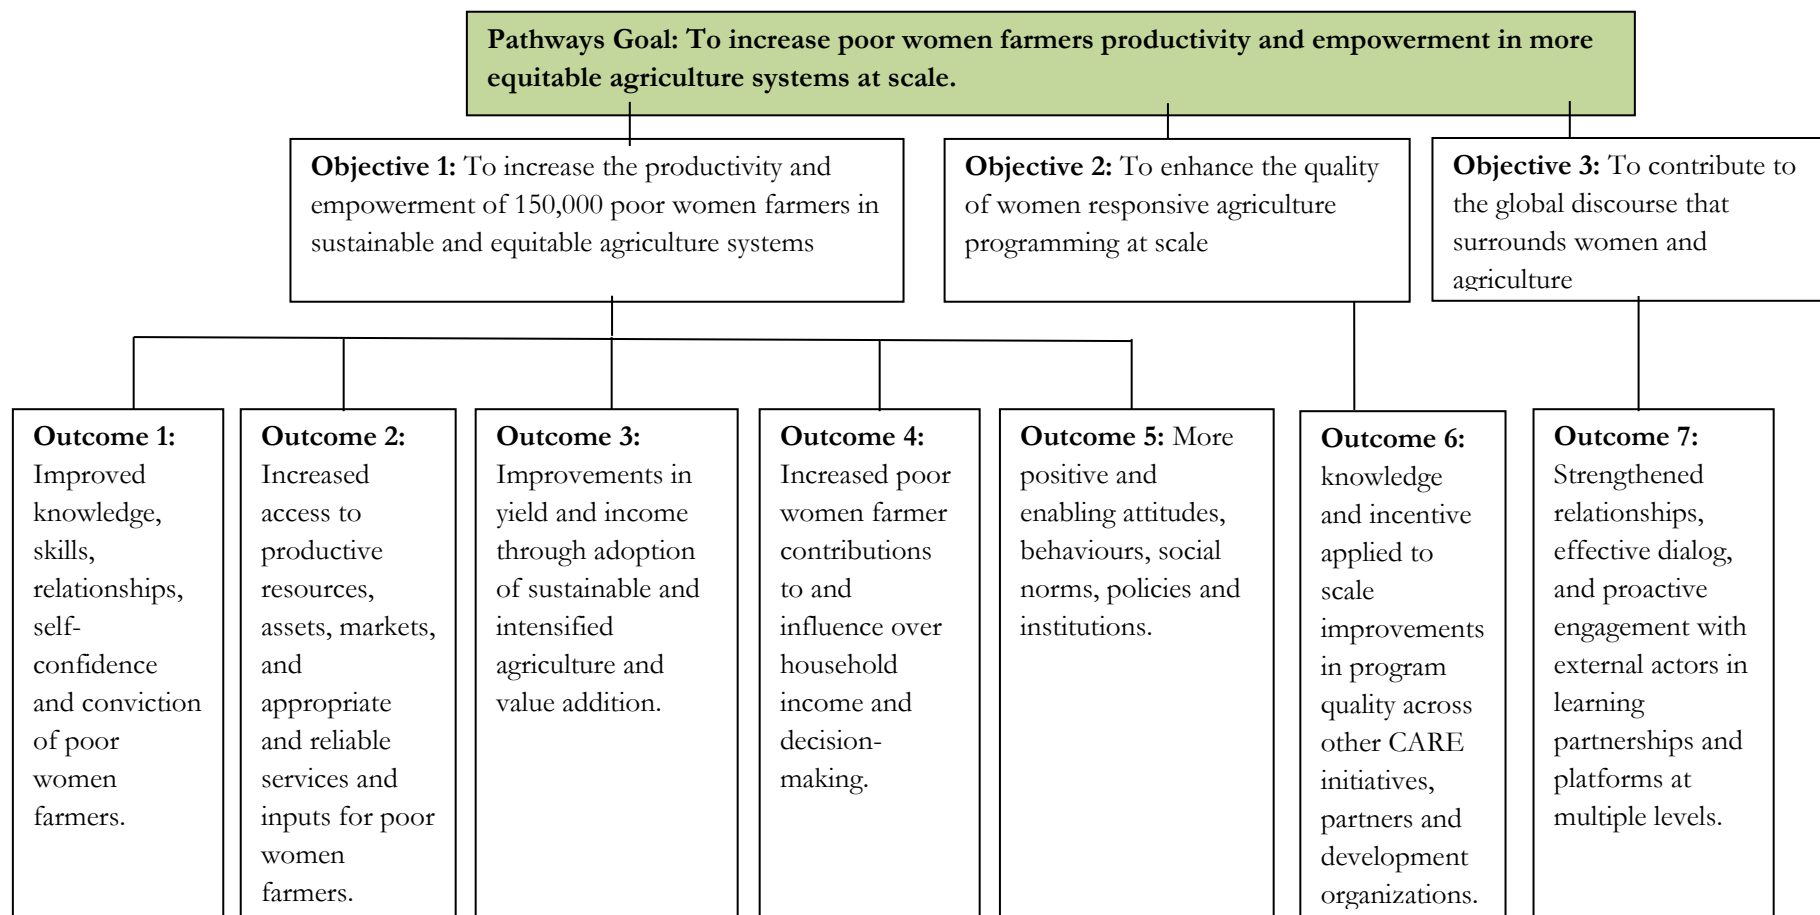 Pathways Goal: To increase poor women farmers productivity and empowerment in more
equitable agriculture systems at scale.
Objective 1: To increase the productivity and
empowerment of 150,000 poor women farmers in
sustainable and equitable agriculture systems
Objective 2: To enhance the quality
of women responsive agriculture
programming at scale
Objective 3: To contribute to
the global discourse that
surrounds women and
agriculture
Outcome 1:
Improved
knowledge,
skills,
relationships,
self-
confidence
and conviction
of poor
women
farmers.
Outcome 2:
Increased
access to
productive
resources,
assets, markets,
and
appropriate
and reliable
services and
inputs for poor
women
farmers.
Outcome 3:
Improvements in
yield and income
through adoption
of sustainable and
intensified
agriculture and
value addition.
Outcome 4:
Increased poor
women farmer
contributions
to and
influence over
household
income and
decision-
making.
Outcome 5: More
positive and
enabling attitudes,
behaviours, social
norms, policies and
institutions.
Outcome 6:
knowledge
and incentive
applied to
scale
improvements
in program
quality across
other CARE
initiatives,
partners and
development
organizations.
Outcome 7:
Strengthened
relationships,
effective dialog,
and proactive
engagement with
external actors in
learning
partnerships and
platforms at
multiple levels.